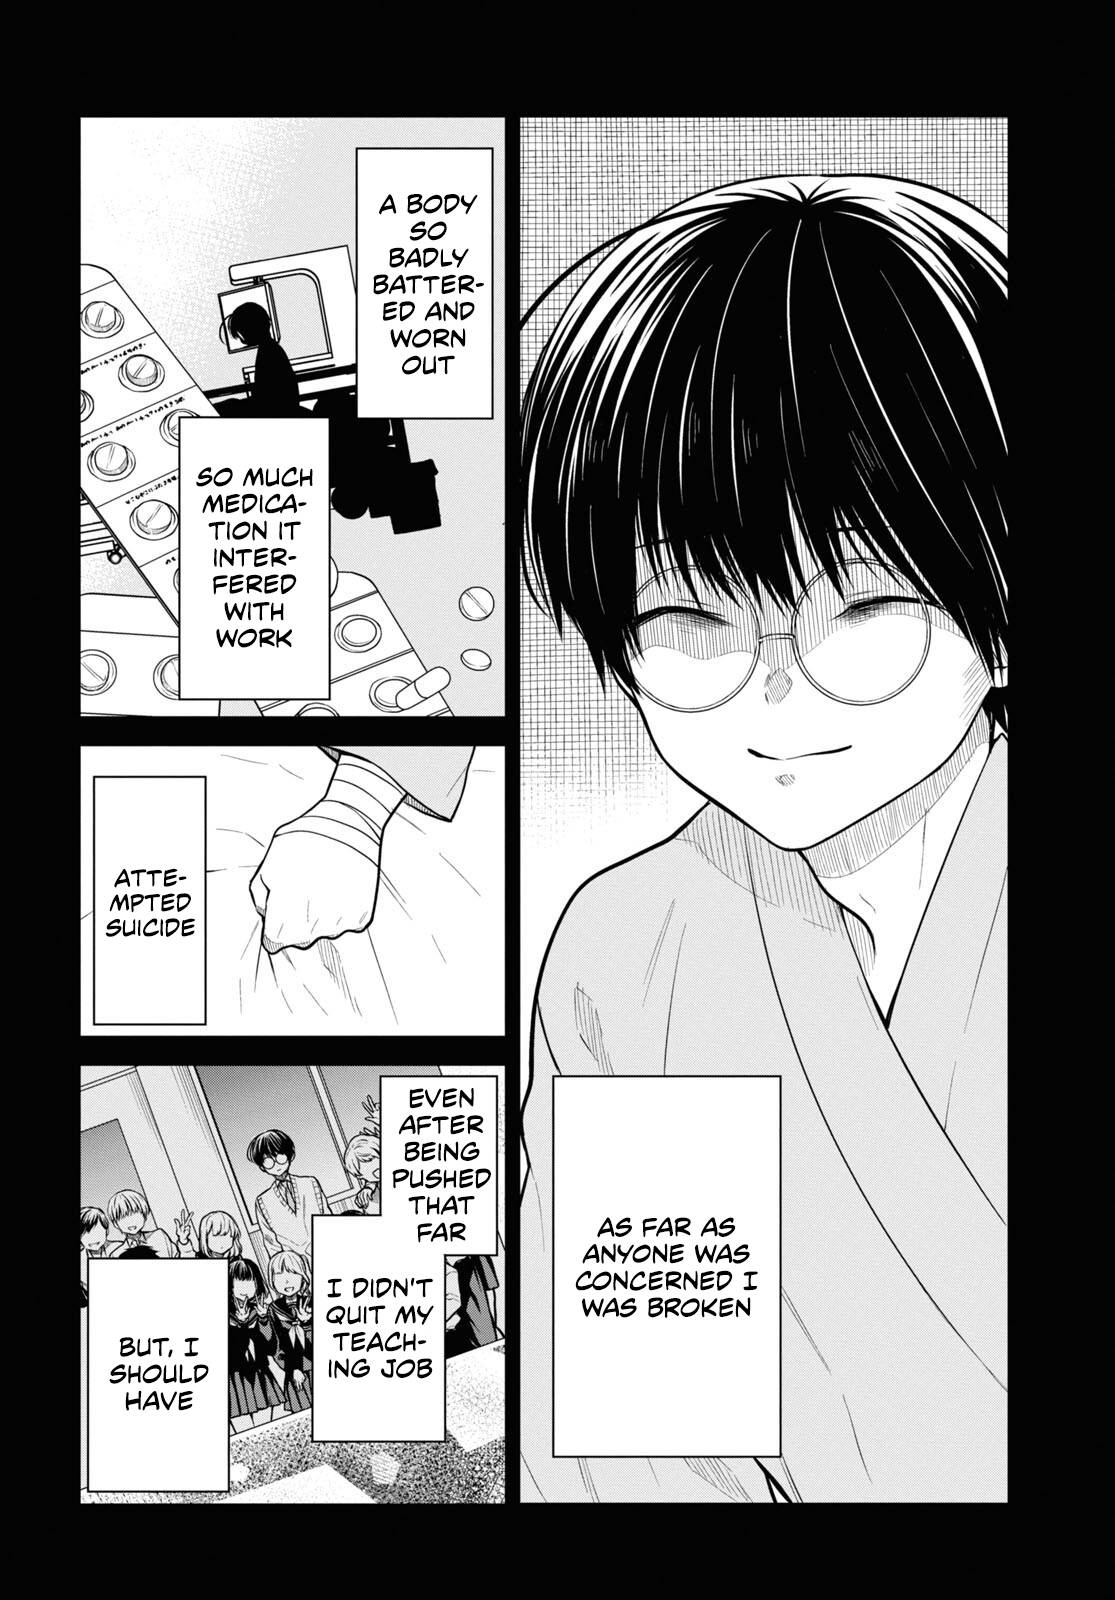 AS FAR AS
ANYONE WAS
CONCERNED I
WAS BROKEN
A BODY
SO
BADLY
BATTER-
ED AND
WORN
OUT
SO MUCH
MEDICA-
TION IT
INTER-
FERED
WITH
WORK
ATTE-
MPTED
SUICIDE
EVEN
AFTER
BEING
PUSHED
THAT
FAR
I DIDN'T
QUIT MY
TEACH-
ING JOB
BUT, I
SHOULD
HAVE